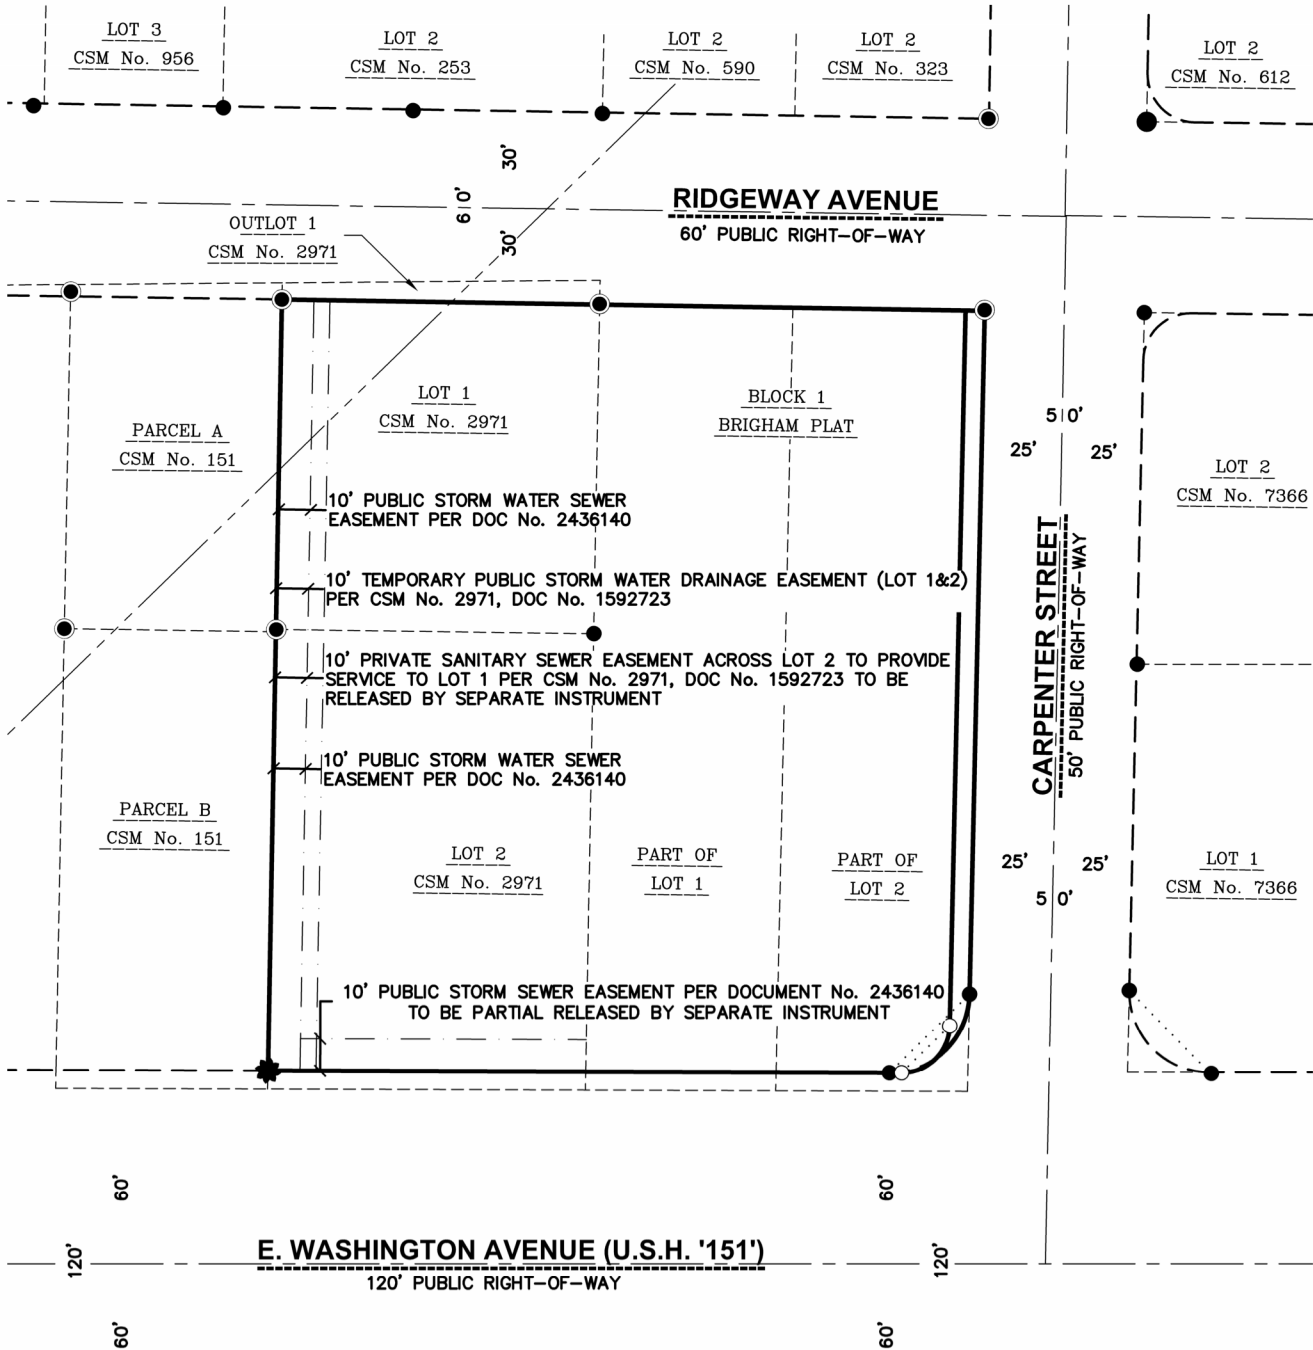 LOT 3
CSM No. 956
LOT 2
CSM No. 253
LOT 2
CSM No. 590
LOT 2
CSM No. 323
LOT 2
CSM No. 612
30'
60'
30'
RIDGEWAY AVENUE
60' PUBLIC RIGHT-OF-WAY
OUTLOT 1
CSM No. 2971
LOT 1
CSM No. 2971
BLOCK 1
BRIGHAM PLAT
PARCEL A
CSM No. 151
50'
25'
25'
LOT 2
CSM No. 7366
10' PUBLIC STORM WATER SEWER
EASEMENT PER DOC No. 2436140
10' TEMPORARY PUBLIC STORM WATER DRAINAGE EASEMENT (LOT 1&2)
PER CSM No. 2971, DOC No. 1592723
10' PRIVATE SANITARY SEWER EASEMENT ACROSS LOT 2 TO PROVIDE
SERVICE TO LOT 1 PER CSM No. 2971, DOC No. 1592723 TO BE
RELEASED BY SEPARATE INSTRUMENT
CARPENTER STREET
50' PUBLIC RIGHT-OF-WAY
10' PUBLIC STORM WATER SEWER
EASEMENT PER DOC No. 2436140
PARCEL B
CSM No. 151
LOT 2
CSM No. 2971
PART OF
LOT 1
PART OF
LOT 2
25'
25'
50'
LOT 1
CSM No. 7366
10' PUBLIC STORM SEWER EASEMENT PER DOCUMENT No. 2436140
TO BE PARTIAL RELEASED BY SEPARATE INSTRUMENT
60'
60'
120'
E. WASHINGTON AVENUE (U.S.H. '151')
120' PUBLIC RIGHT-OF-WAY
120'
60'
60'